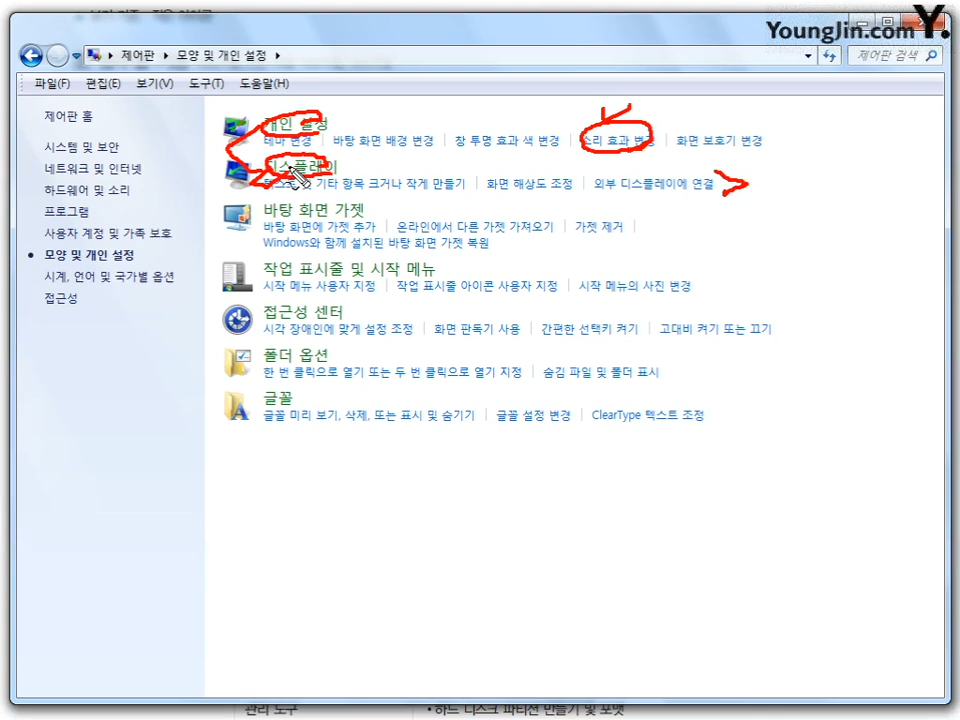 YoungJin.com Y.
제어판 ▸ 모양 및 개인 설정 ▸
제어판 검색
파일(F) 편집(E) 보기(V) 도구(T) 도움말(H)
제어판 홈
시스템 및 보안
네트워크 및 인터넷
하드웨어 및 소리
프로그램
사용자 계정 및 가족 보호
• 모양 및 개인 설정
시계, 언어 및 국가별 옵션
접근성
개인 설정
테마 변경 | 바탕 화면 배경 변경 | 창 투명 효과 색 변경 | 소리 효과 변경 | 화면 보호기 변경
디스플레이
기타 항목 크거나 작게 만들기 | 화면 해상도 조정 | 외부 디스플레이에 연결
바탕 화면 가젯
바탕 화면에 가젯 추가 | 온라인에서 다른 가젯 가져오기 | 가젯 제거
Windows와 함께 설치된 바탕 화면 가젯 복원
작업 표시줄 및 시작 메뉴
시작 메뉴 사용자 지정 | 작업 표시줄 아이콘 사용자 지정 | 시작 메뉴의 사진 변경
접근성 센터
시각 장애인에 맞게 설정 조정 | 화면 판독기 사용 | 간편한 선택키 켜기 | 고대비 켜기 또는 끄기
폴더 옵션
한 번 클릭으로 열기 또는 두 번 클릭으로 열기 지정 | 숨김 파일 및 폴더 표시
글꼴
글꼴 미리 보기, 삭제, 또는 표시 및 숨기기 | 글꼴 설정 변경 | ClearType 텍스트 조정
관리 도구 • 하드 디스크 파티션 만들기 및 포맷